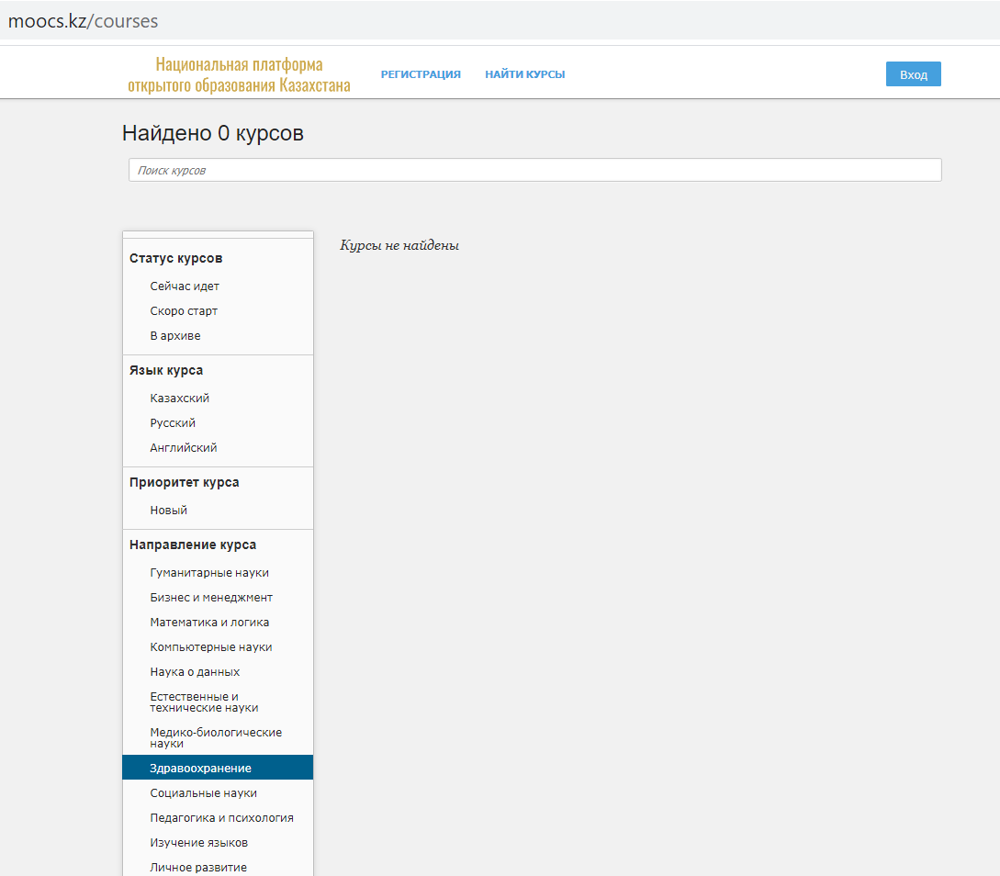 moocs.kz/courses
Национальная платформа
открытого образования Казахстана
РЕГИСТРАЦИЯ
НАЙТИ КУРСЫ
Вход
Найдено 0 курсов
Поиск курсов
Курсы не найдены
Статус курсов
Сейчас идет
Скоро старт
В архиве
Язык курса
Казахский
Русский
Английский
Приоритет курса
Новый
Направление курса
Гуманитарные науки
Бизнес и менеджмент
Математика и логика
Компьютерные науки
Наука о данных
Естественные и
технические науки
Медико-биологические
науки
Здравоохранение
Социальные науки
Педагогика и психология
Изучение языков
Личное развитие